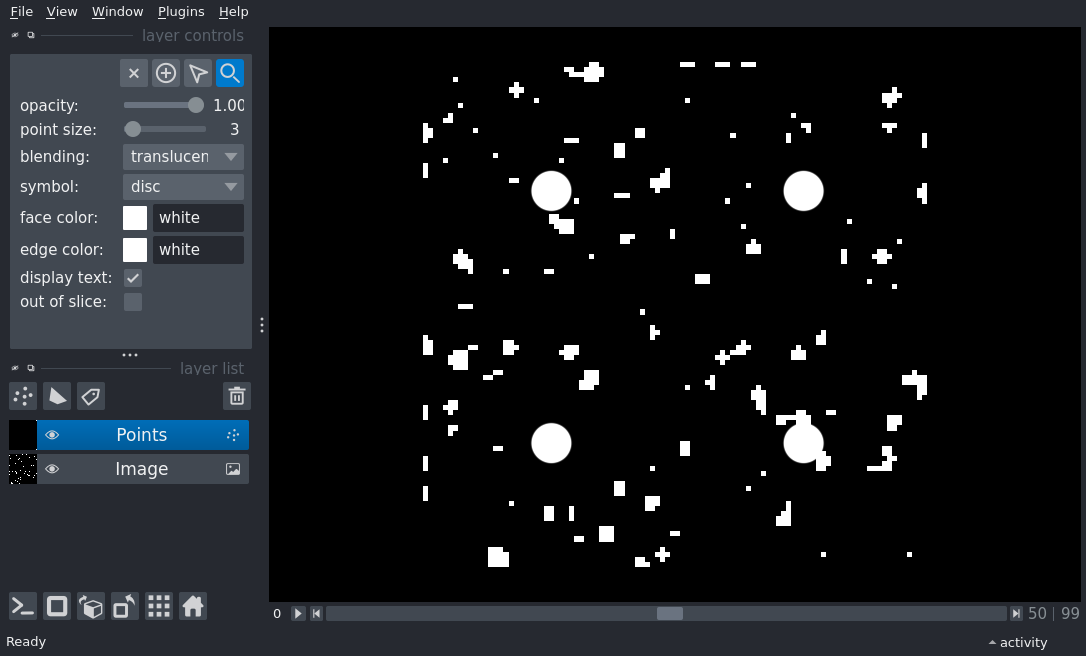 File View Window Plugins Help
layer controls
opacity: 1.00
point size: 3
blending: translucen
symbol: disc
face color: white
edge color: white
display text:
out of slice:
layer list
Points
Image
0 50 | 99
Ready activity